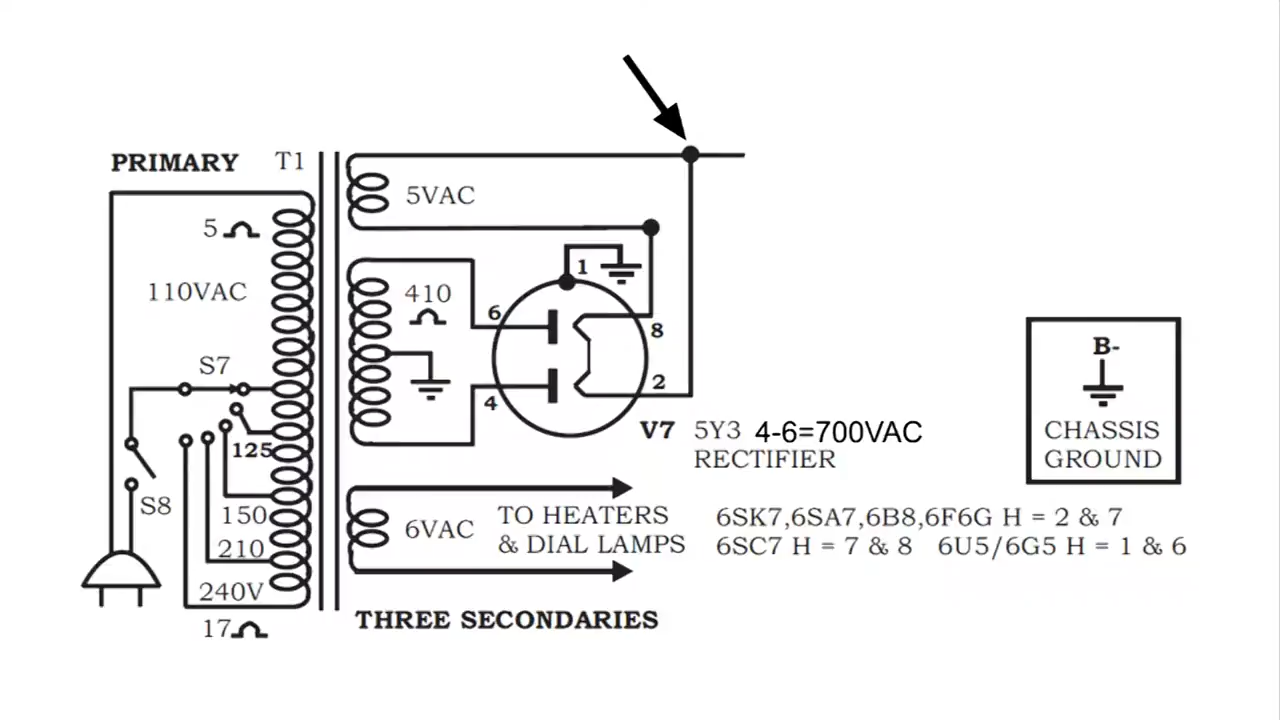 PRIMARY T1
5
5VAC
110VAC
410
1
6
8
S7
2
4
125
V7 5Y3 4-6=700VAC
RECTIFIER
S8
150
210
240V
17
6VAC
TO HEATERS
& DIAL LAMPS
6SK7,6SA7,6B8,6F6G H = 2 & 7
6SC7 H = 7 & 8 6U5/6G5 H = 1 & 6
THREE SECONDARIES
B-
CHASSIS
GROUND